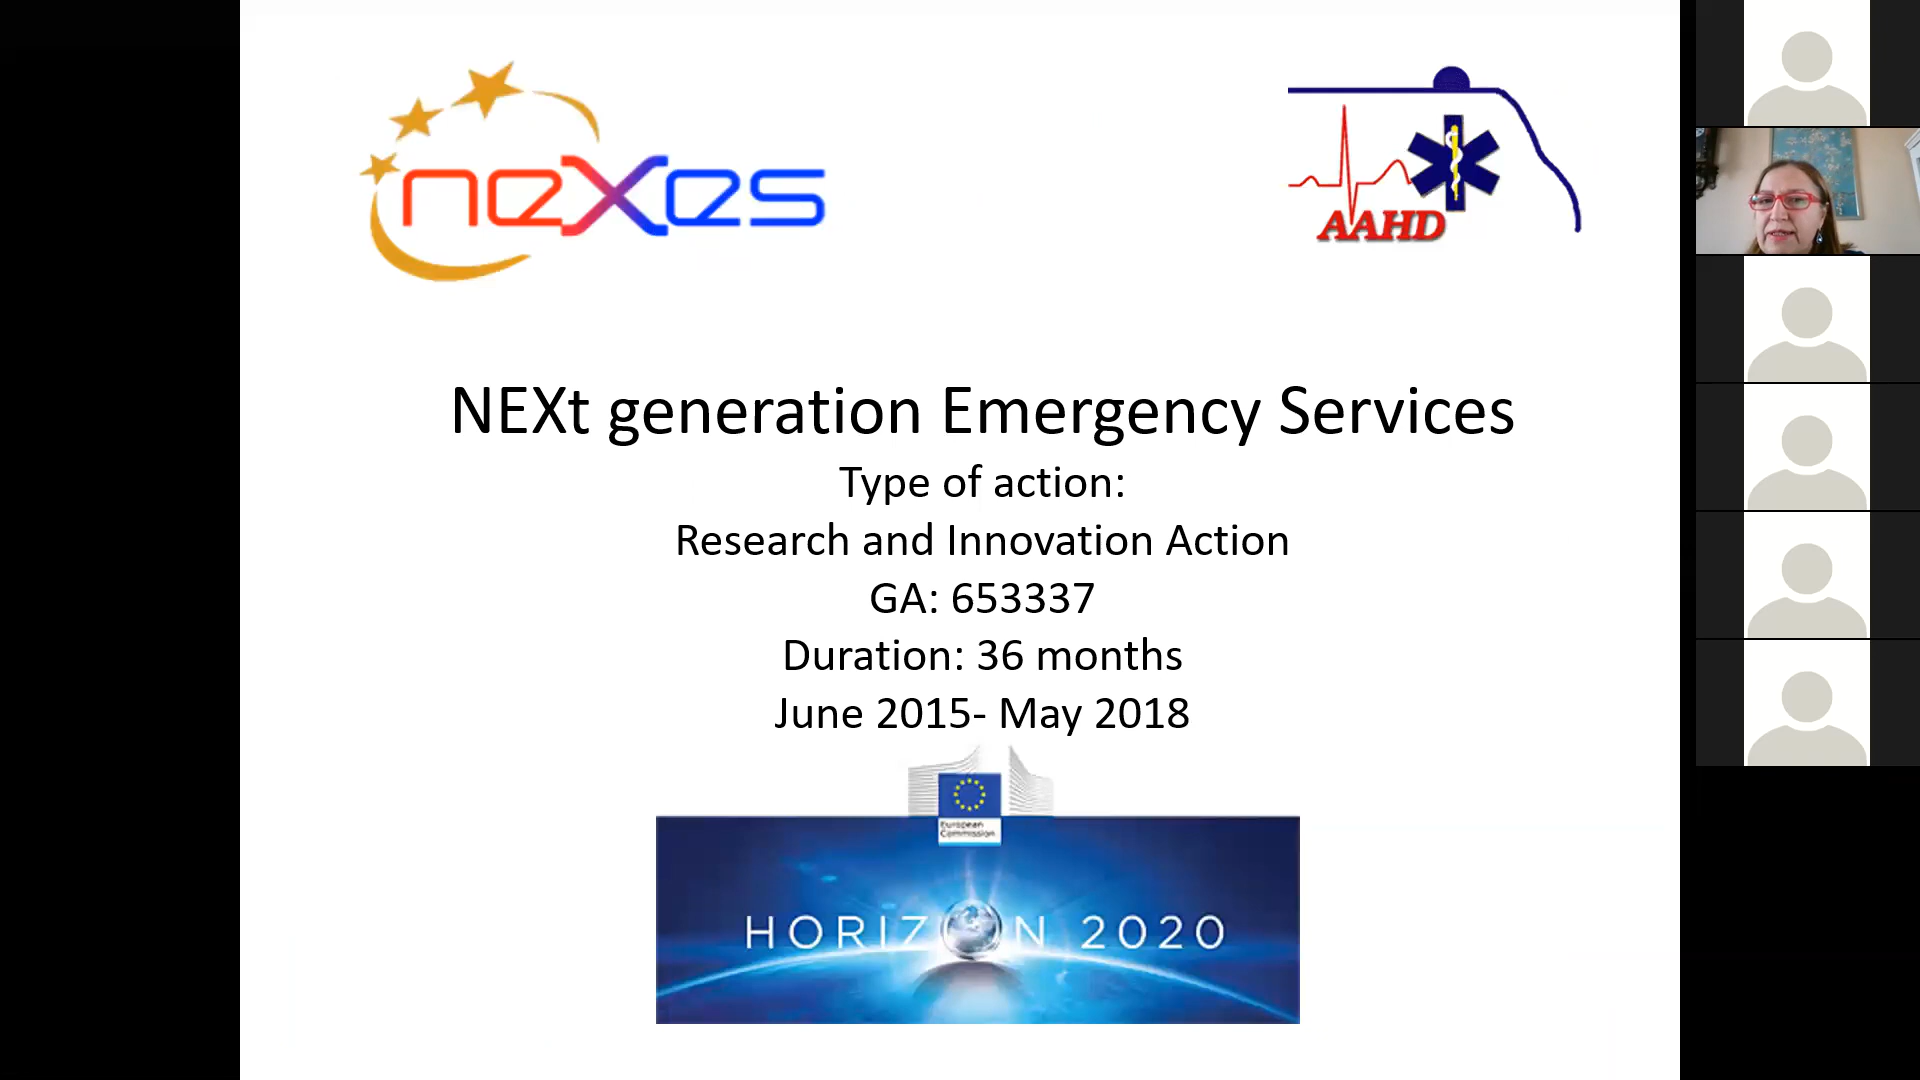 neXes
AAHD
NEXt generation Emergency Services
Type of action:
Research and Innovation Action
GA: 653337
Duration: 36 months
June 2015- May 2018
European
Commission
HORIZON 2020